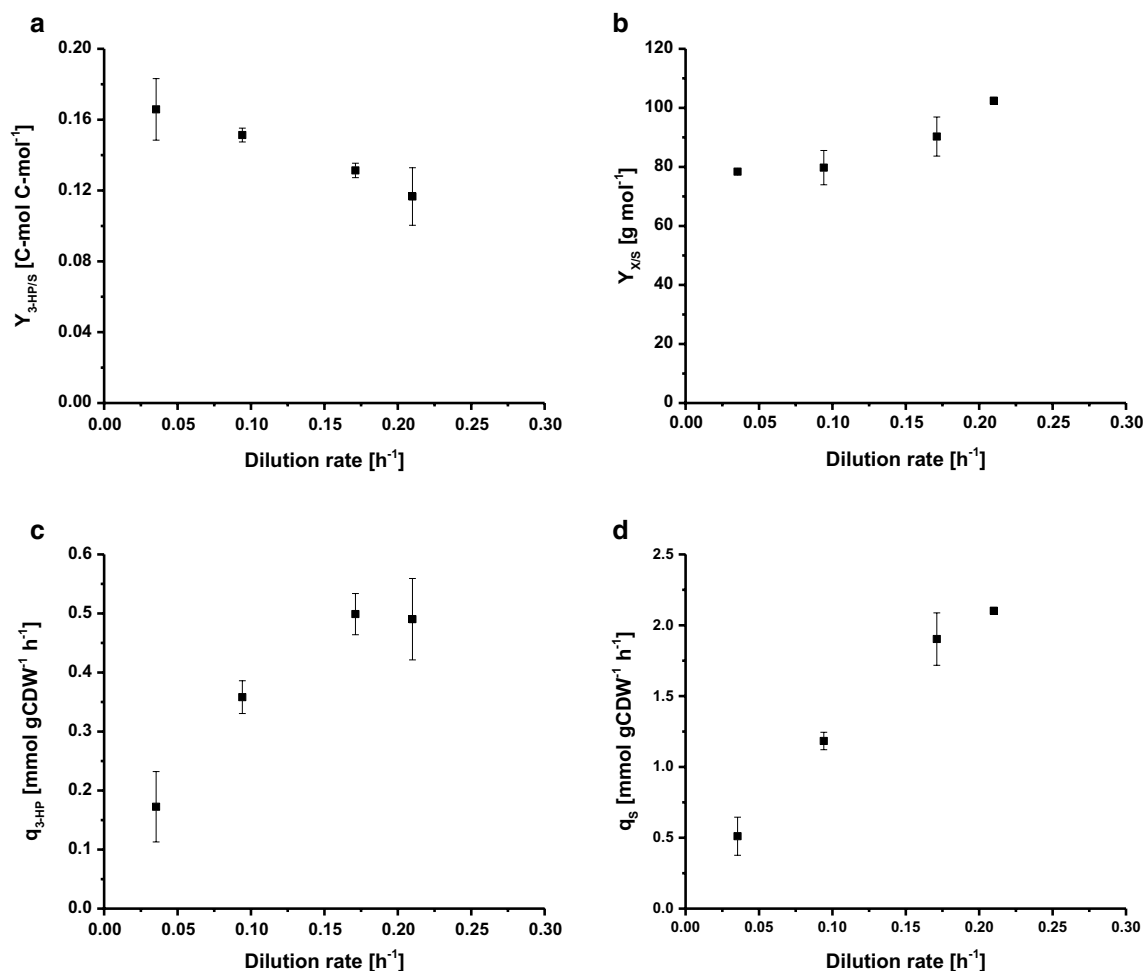 a
0.20
0.16
0.12
0.08
0.04
0.00
Y3-HP/S [C-mol C-mol-1]
0.00 0.05 0.10 0.15 0.20 0.25 0.30
Dilution rate [h-1]
b
120
100
80
60
40
20
0
YX/S [g mol-1]
0.00 0.05 0.10 0.15 0.20 0.25 0.30
Dilution rate [h-1]
c
0.6
0.5
0.4
0.3
0.2
0.1
0.0
q3-HP [mmol gCDW-1 h-1]
0.00 0.05 0.10 0.15 0.20 0.25 0.30
Dilution rate [h-1]
d
2.5
2.0
1.5
1.0
0.5
0.0
qS [mmol gCDW-1 h-1]
0.00 0.05 0.10 0.15 0.20 0.25 0.30
Dilution rate [h-1]